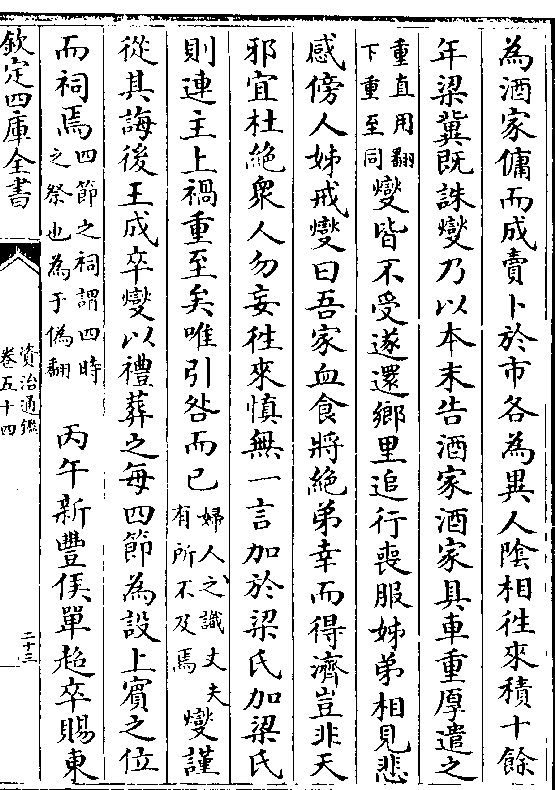 為酒家傭而成賣卜於市各為異人隂相徃來積十餘
年梁冀既誅燮乃以本末告酒家酒家具車重厚遣之
重直用翻
下重至同
燮皆不受遂還鄉里追行喪服姊弟相見悲
感傍人姊戒燮曰吾家血食將絶弟幸而得濟豈非天
邪宜杜絶衆人勿妄徃來慎無一言加於梁氏加梁氏
則連主上禍重至矣唯引咎而已
婦人之識丈夫
有所不及焉
燮謹
從其誨後王成卒燮以禮葬之每四節為設上賓之位
而祠焉
四節之祠謂四時
之祭也為于偽翻
丙午新豐侯單超卒賜東
欽定四庫全書
資治通鑑
卷五十四
二十三